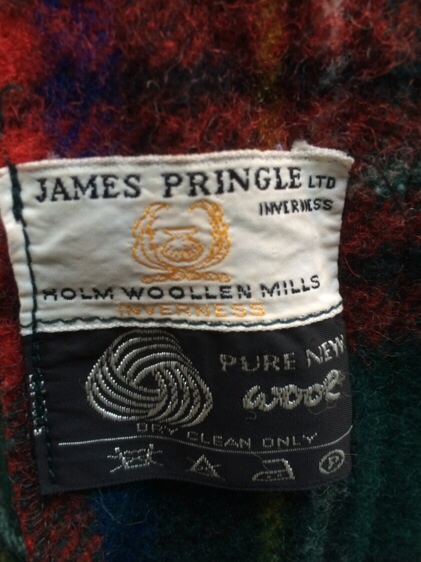 JAMES PRINGLE LTD
INVERNESS
HOLM WOOLLEN MILLS
INVERNESS
PURE NEW
wool
DRY CLEAN ONLY
P